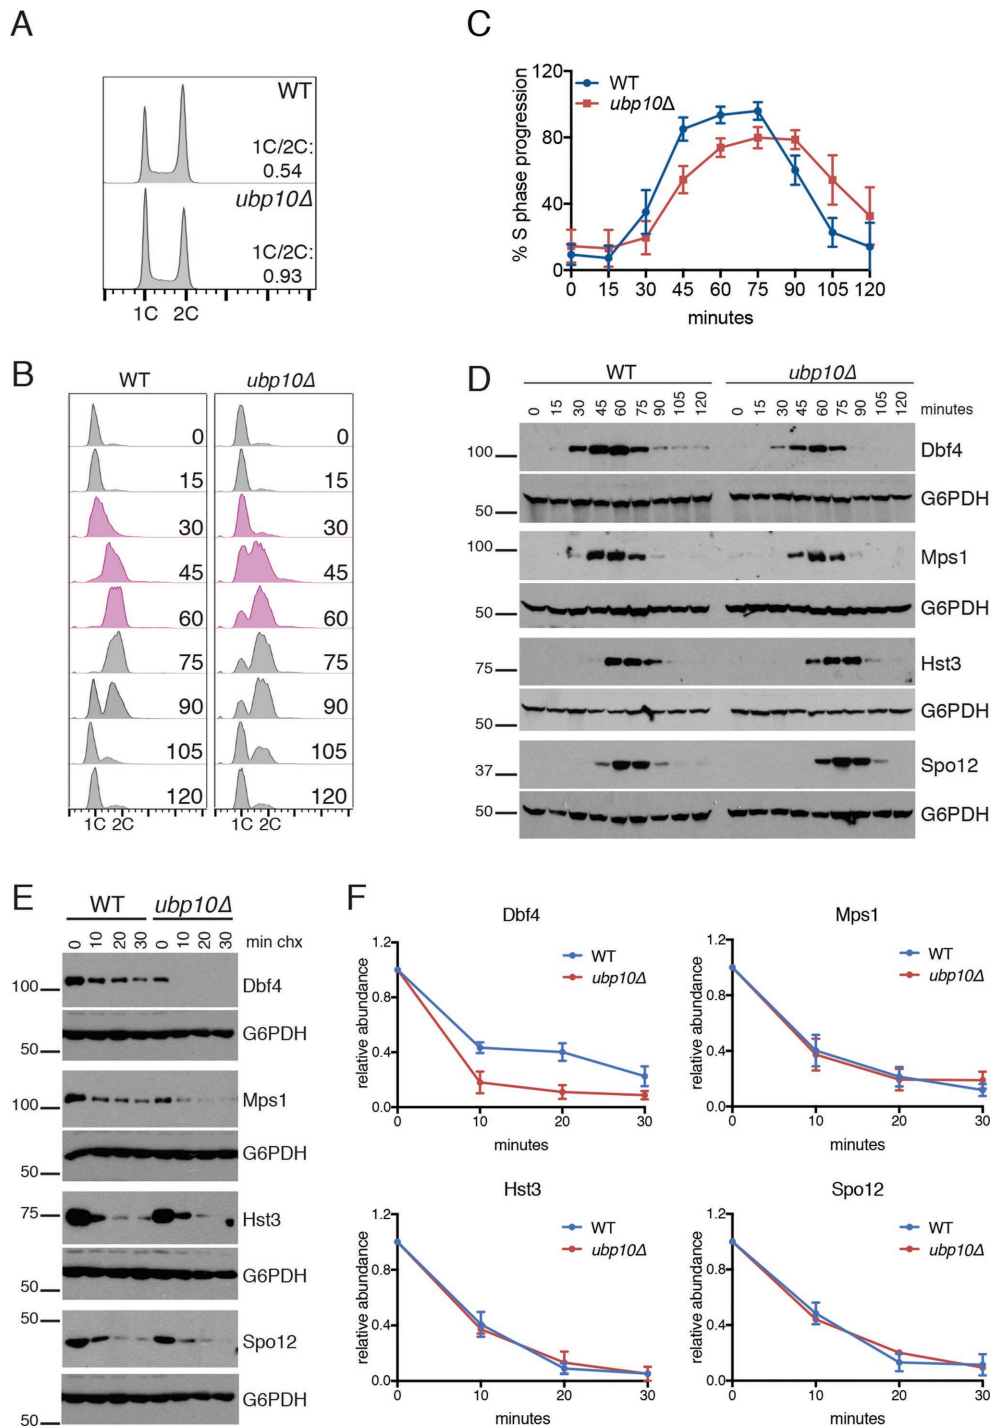 A
WT
1C/2C:
0.54
ubp10Δ
1C/2C:
0.93
1C 2C
B
WT ubp10Δ
0 0
15 15
30 30
45 45
60 60
75 75
90 90
105 105
120 120
1C 2C 1C 2C
C
WT
ubp10Δ
120
80
40
0
% S phase progression
0 15 30 45 60 75 90 105 120
minutes
D
WT ubp10Δ
0 15 30 45 60 75 90 105 120 0 15 30 45 60 75 90 105 120 minutes
100 Dbf4
50 G6PDH
100 Mps1
50 G6PDH
75 Hst3
50 G6PDH
37 Spo12
50 G6PDH
E
WT ubp10Δ
0 10 20 30 0 10 20 30 min chx
100 Dbf4
50 G6PDH
100 Mps1
50 G6PDH
75 Hst3
50 G6PDH
50 Spo12
50 G6PDH
F
Dbf4
WT
ubp10Δ
1.2
0.8
0.4
0.0
relative abundance
0 10 20 30
minutes
Mps1
WT
ubp10Δ
1.2
0.8
0.4
0.0
relative abundance
0 10 20 30
minutes
Hst3
WT
ubp10Δ
1.2
0.8
0.4
0.0
relative abundance
0 10 20 30
minutes
Spo12
WT
ubp10Δ
1.2
0.8
0.4
0.0
relative abundance
0 10 20 30
minutes